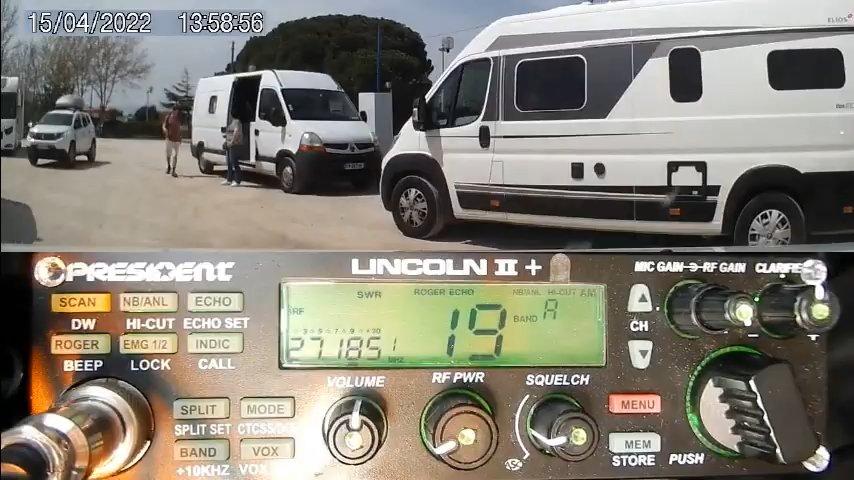 15/04/2022 13:58:56
ELIOS
PRESIDENT LINCOLN II + MIC GAIN RF GAIN CLARIFIER
SCAN NB/ANL ECHO
DW HI-CUT ECHO SET
ROGER EMG 1/2 INDIC
BEEP LOCK CALL
SWR ROGER ECHO NB/ANL HI-CUT
RF
19 BAND A
27.185 MHZ
CH
VOLUME RF PWR SQUELCH
SPLIT MODE
SPLIT SET CTCSS/DCS
BAND VOX
+10KHZ VOX
MENU
MEM
STORE PUSH